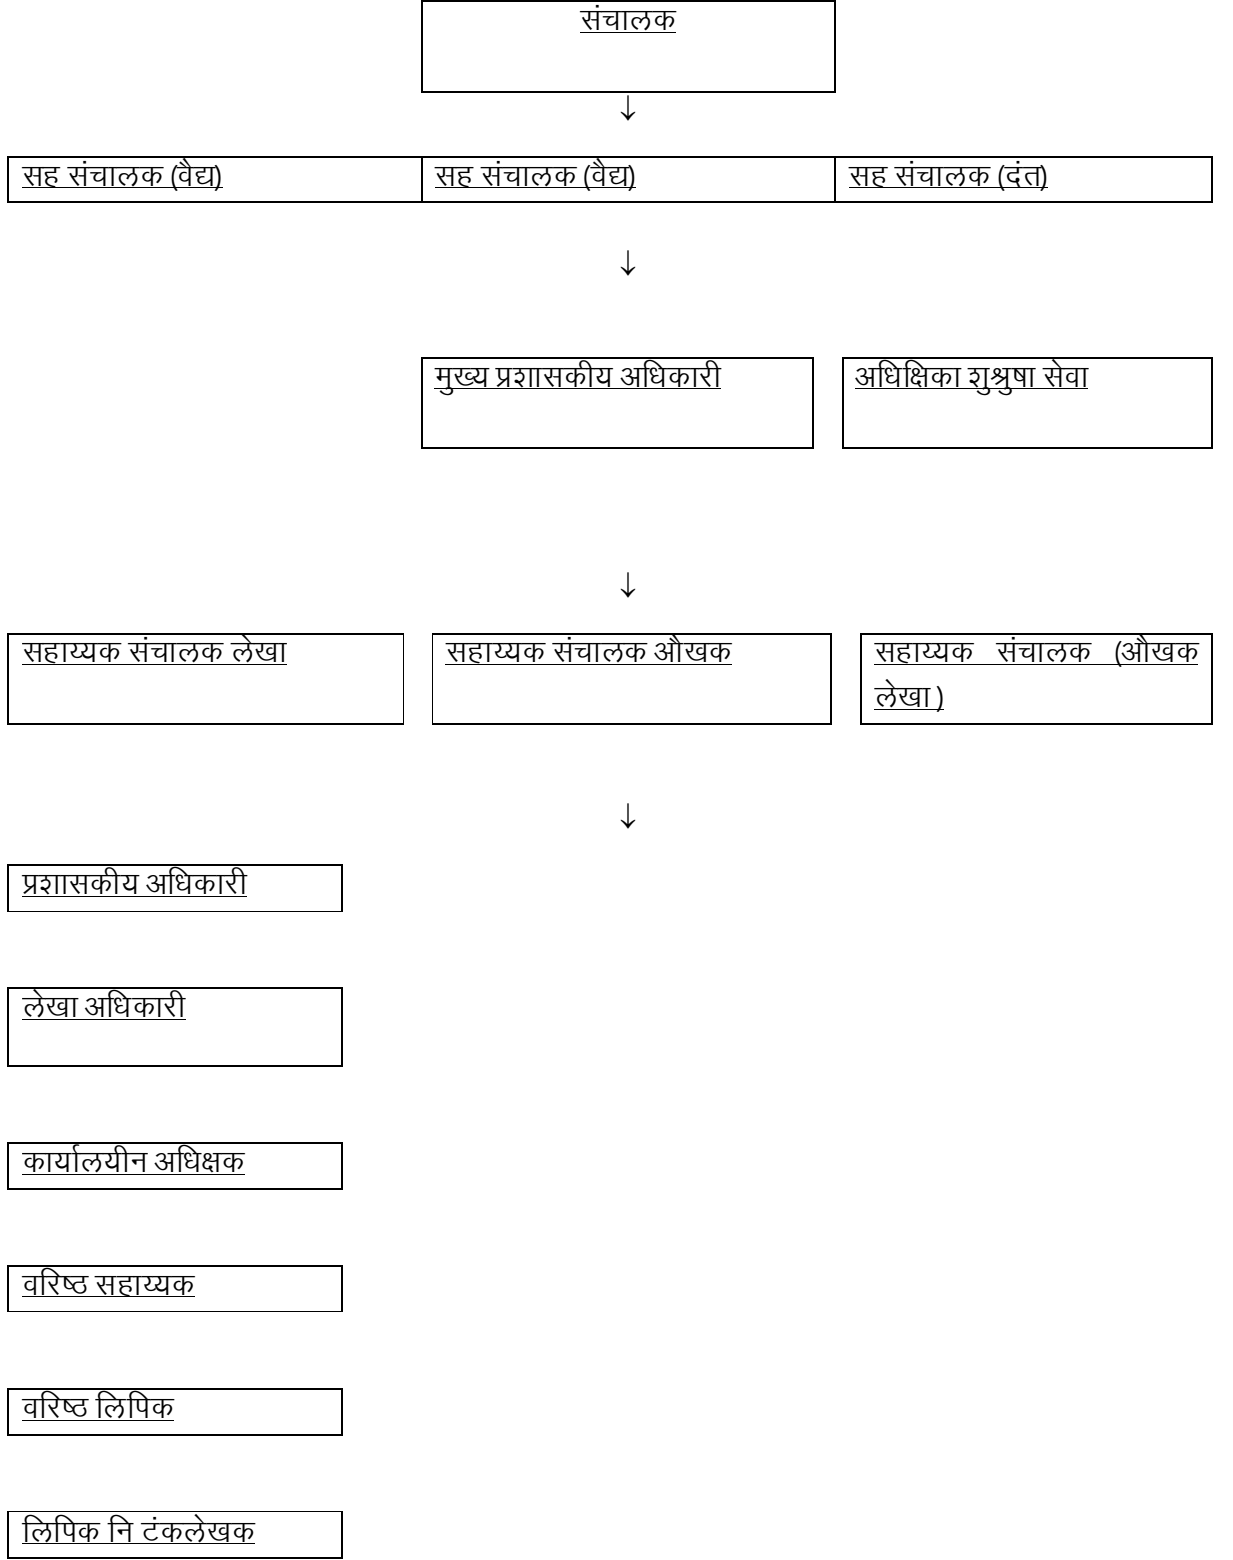 संचालक
↓
सह संचालक (वैद्य) सह संचालक (वैद्य) सह संचालक (दंत)
↓
मुख्य प्रशासकीय अधिकारी अधिक्षिका शुश्रुषा सेवा
↓
सहाय्यक संचालक लेखा सहाय्यक संचालक औखक सहाय्यक संचालक (औखक
लेखा )
↓
प्रशासकीय अधिकारी
लेखा अधिकारी
कार्यालयीन अधिक्षक
वरिष्ठ सहाय्यक
वरिष्ठ लिपिक
लिपिक नि टंकलेखक